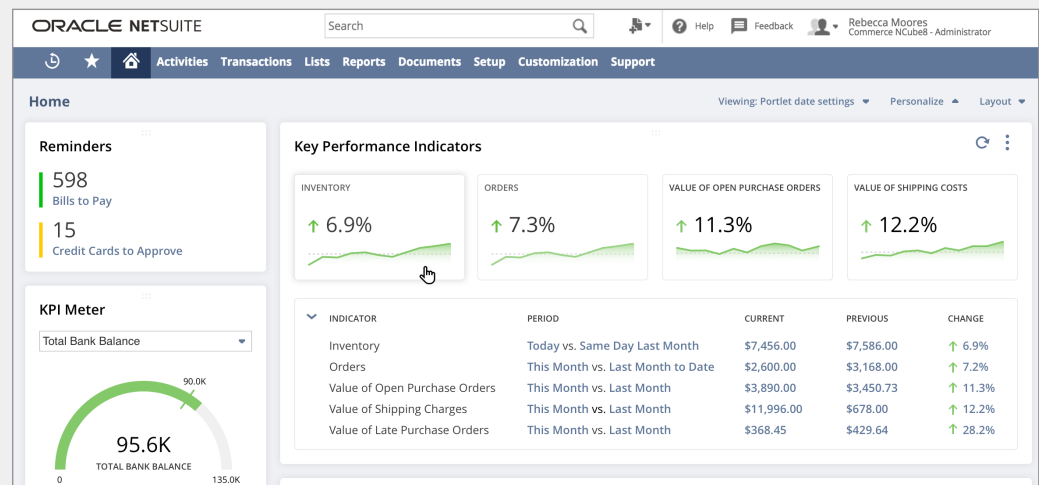 ORACLE NETSUITE
Search
Help
Feedback
Rebecca Moores
Commerce NCube8 - Administrator
Activities Transactions Lists Reports Documents Setup Customization Support
Home
Viewing: Portlet date settings Personalize Layout
Reminders
598
Bills to Pay
15
Credit Cards to Approve
KPI Meter
Total Bank Balance
90.0K
95.6K
TOTAL BANK BALANCE
0 135.0K
Key Performance Indicators
INVENTORY
6.9%
ORDERS
7.3%
VALUE OF OPEN PURCHASE ORDERS
11.3%
VALUE OF SHIPPING COSTS
12.2%
INDICATOR PERIOD CURRENT PREVIOUS CHANGE
Inventory Today vs. Same Day Last Month $7,456.00 $7,586.00 6.9%
Orders This Month vs. Last Month to Date $2,600.00 $3,168.00 7.2%
Value of Open Purchase Orders This Month vs. Last Month $3,890.00 $3,450.73 11.3%
Value of Shipping Charges This Month vs. Last Month $11,996.00 $678.00 12.2%
Value of Late Purchase Orders This Month vs. Last Month $368.45 $429.64 28.2%